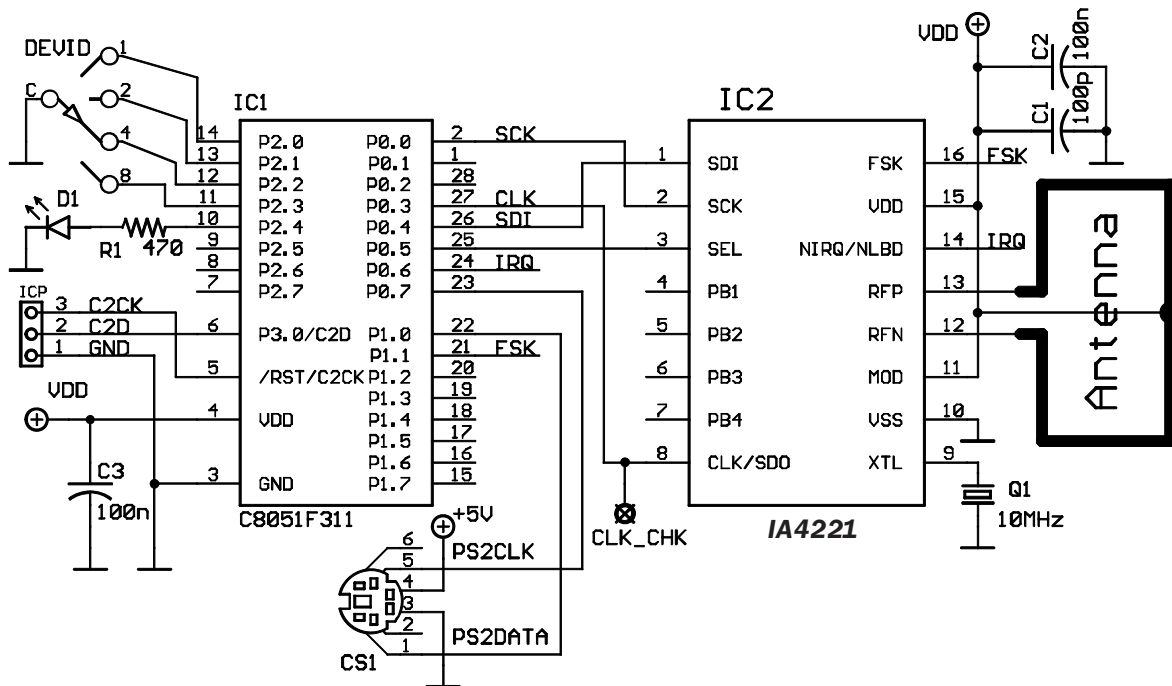 DEVID
1
C
2
4
8
D1
R1
470
ICP
3 C2CK
2 C2D
1 GND
VDD
C3
100n
IC1
14 P2.0 P0.0 2 SCK
13 P2.1 P0.1 1
12 P2.2 P0.2 28
11 P2.3 P0.3 27 CLK
10 P2.4 P0.4 26 SDI
9 P2.5 P0.5 25
8 P2.6 P0.6 24 IRQ
7 P2.7 P0.7 23
6 P3.0/C2D P1.0 22
P1.1 21 FSK
5 /RST/C2CK P1.2 20
P1.3 19
4 VDD P1.4 18
P1.5 17
P1.6 16
3 GND P1.7 15
C8051F311
+5V
6
5 PS2CLK
4
3
2 PS2DATA
1
CS1
CLK_CHK
IC2
1 SDI FSK 16 FSK
2 SCK VDD 15
3 SEL NIRQ/NLBD 14 IRQ
4 PB1 RFP 13
5 PB2 RFN 12
6 PB3 MOD 11
7 PB4 VSS 10
8 CLK/SDO XTL 9
IA4221
VDD
C2
100n
C1
100p
Antenna
Q1
10MHz